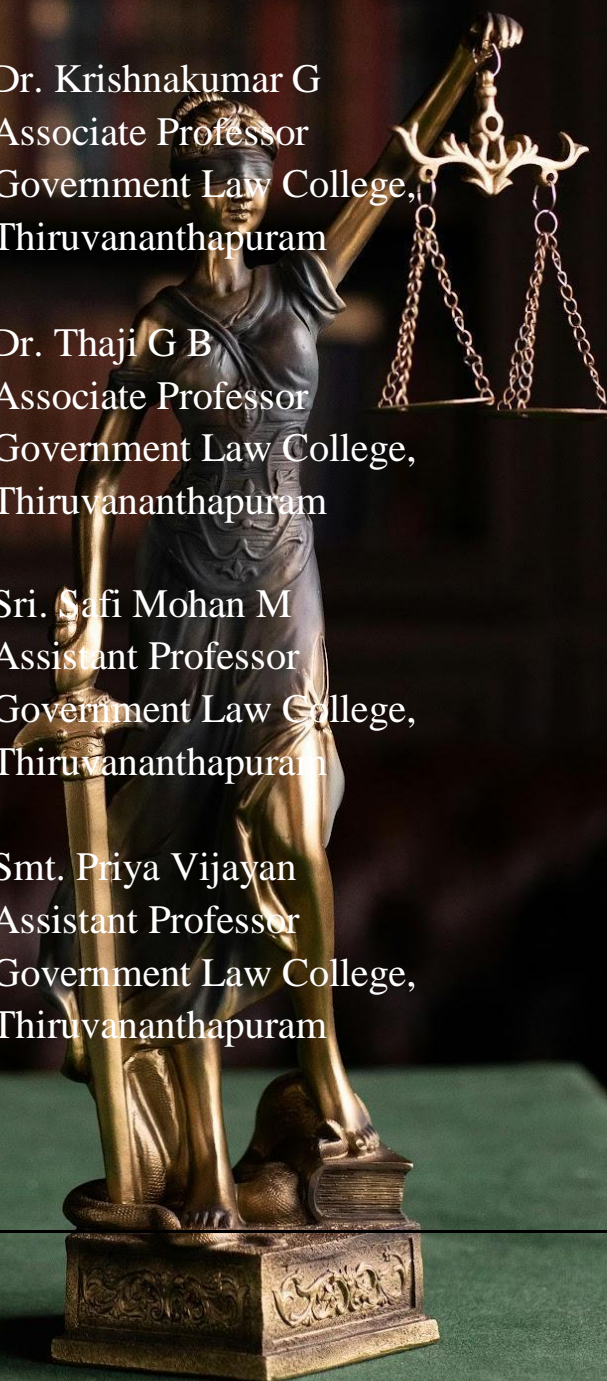 Dr. Krishnakumar G
Associate Professor
Government Law College,
Thiruvananthapuram
Dr. Thaji G B
Associate Professor
Government Law College,
Thiruvananthapuram
Sri. Safi Mohan M
Assistant Professor
Government Law College,
Thiruvananthapuram
Smt. Priya Vijayan
Assistant Professor
Government Law College,
Thiruvananthapuram